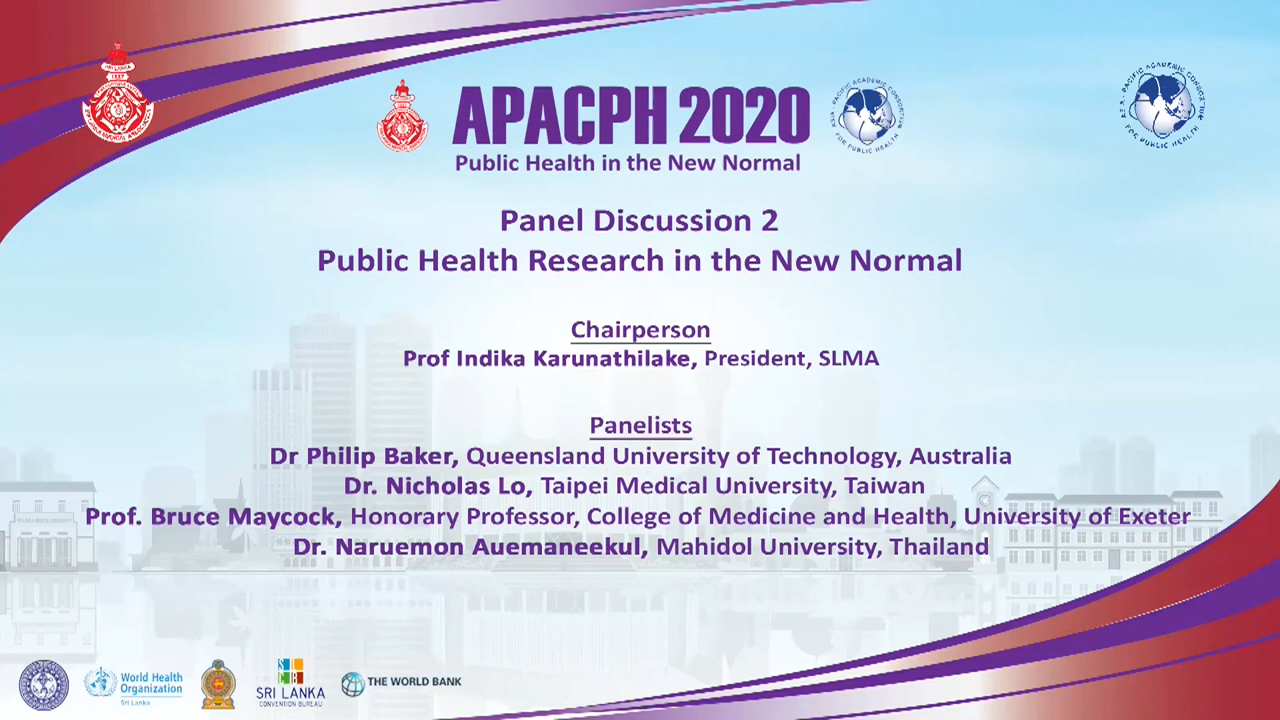 APACPH 2020
Public Health in the New Normal
Panel Discussion 2
Public Health Research in the New Normal
Chairperson
Prof Indika Karunathilake, President, SLMA
Panelists
Dr Philip Baker, Queensland University of Technology, Australia
Dr. Nicholas Lo, Taipei Medical University, Taiwan
Prof. Bruce Maycock, Honorary Professor, College of Medicine and Health, University of Exeter
Dr. Naruemon Auemaneekul, Mahidol University, Thailand
World Health
Organization
Sri Lanka
SRI LANKA
CONVENTION BUREAU
THE WORLD BANK